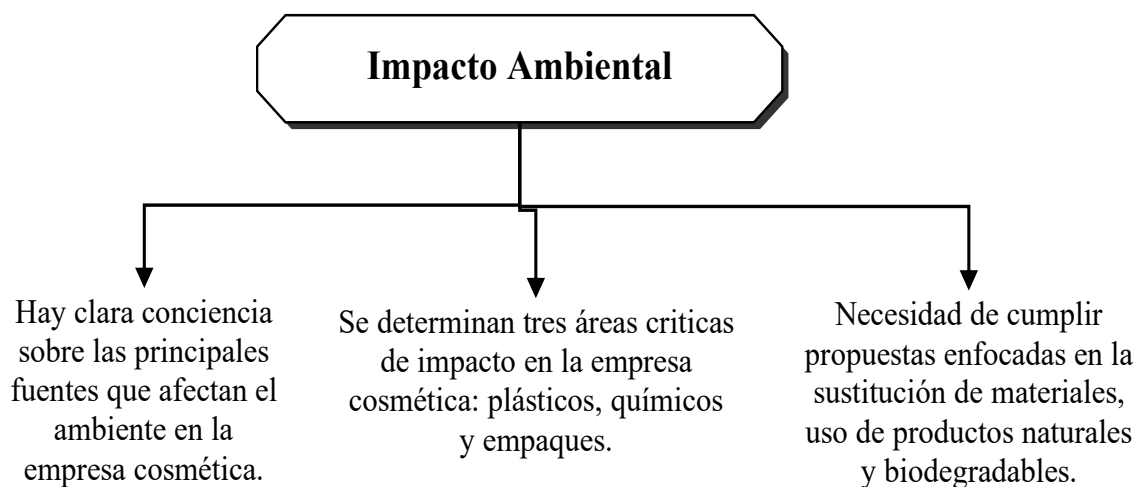 Impacto Ambiental
Hay clara conciencia
sobre las principales
fuentes que afectan el
ambiente en la
empresa cosmética.
Se determinan tres áreas criticas
de impacto en la empresa
cosmética: plásticos, químicos
y empaques.
Necesidad de cumplir
propuestas enfocadas en la
sustitución de materiales,
uso de productos naturales
y biodegradables.